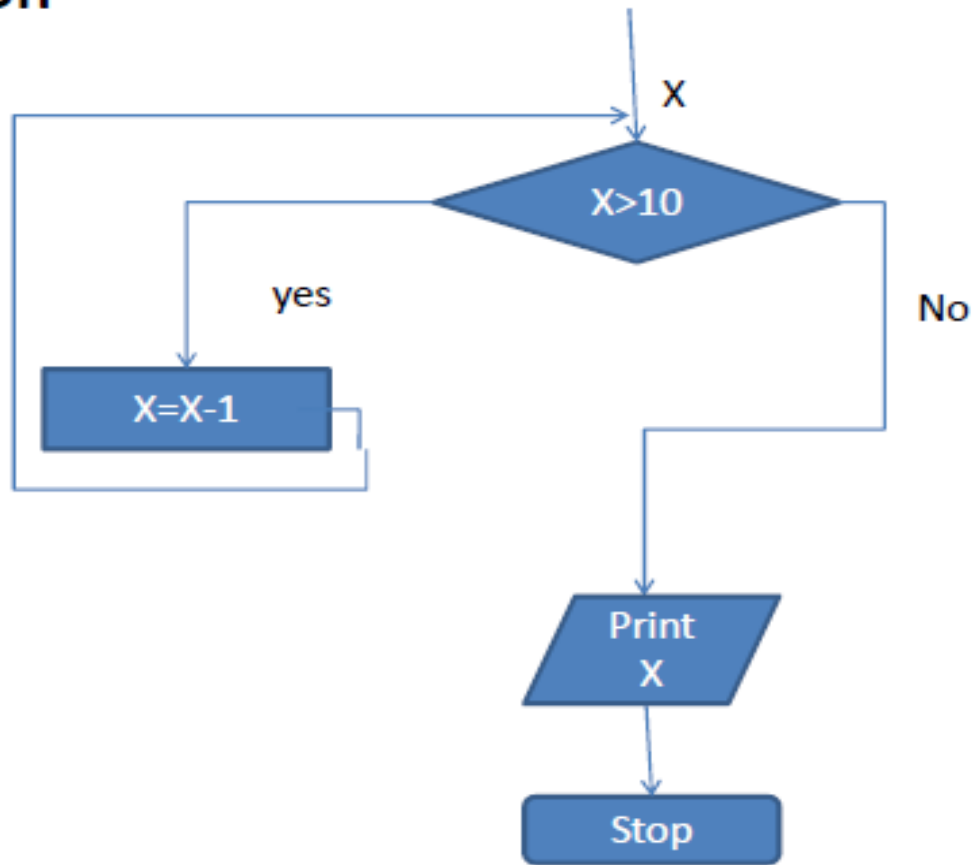 X
X>10
yes
No
X=X-1
Print
X
Stop